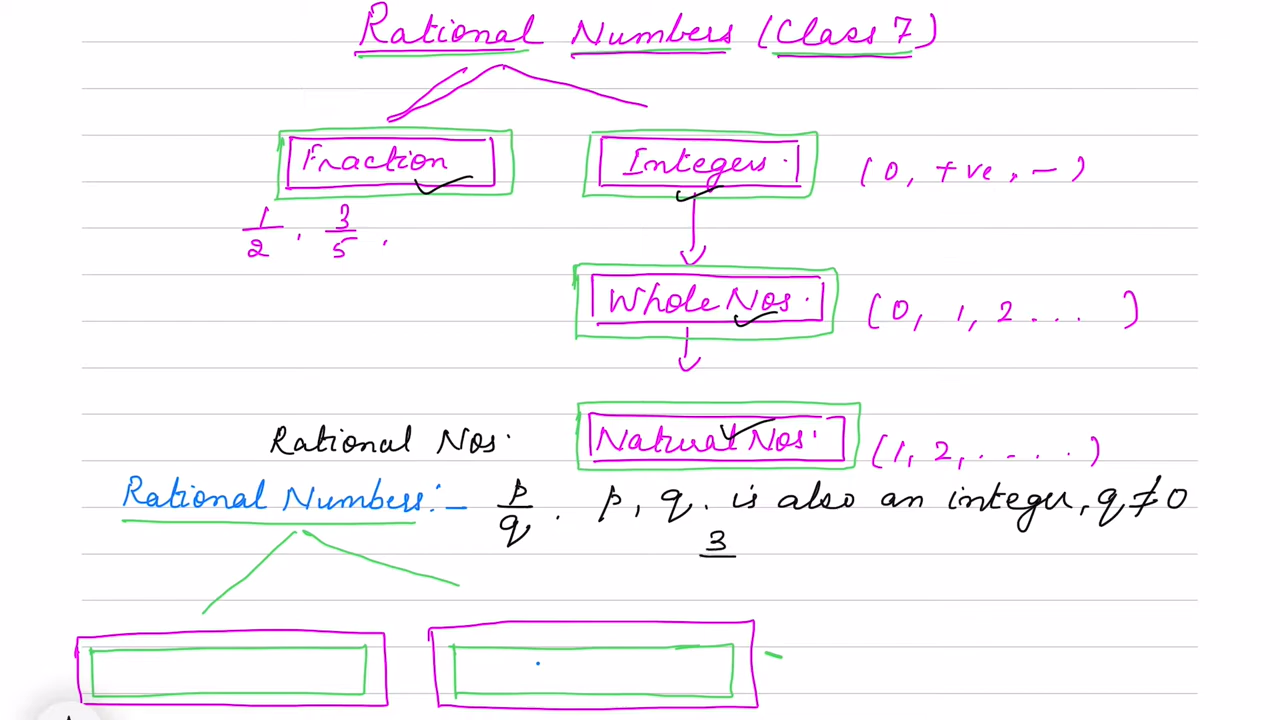 Rational Numbers (Class 7)
Fraction
Integers. (0, +ve, -)
1/2, 3/5,
Whole Nos. (0, 1, 2 ... )
Rational Nos.
Natural Nos. (1, 2, . - . . . )
Rational Numbers:- p/q . p, q. is also an integer, q ≠ 0
3